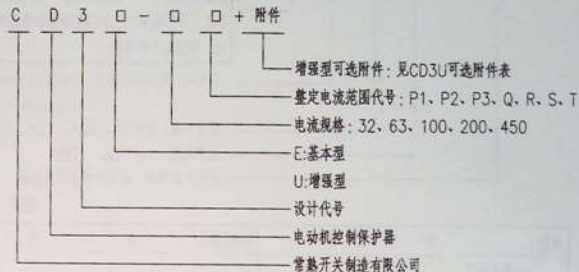 C D 3 □ - □ □ + 附件
增强型可选附件: 见CD3U可选附件表
整定电流范围代号: P1、P2、P3、Q、R、S、T
电流规格: 32、63、100、200、450
E:基本型
U:增强型
设计代号
电动机控制保护器
常熟开关制造有限公司